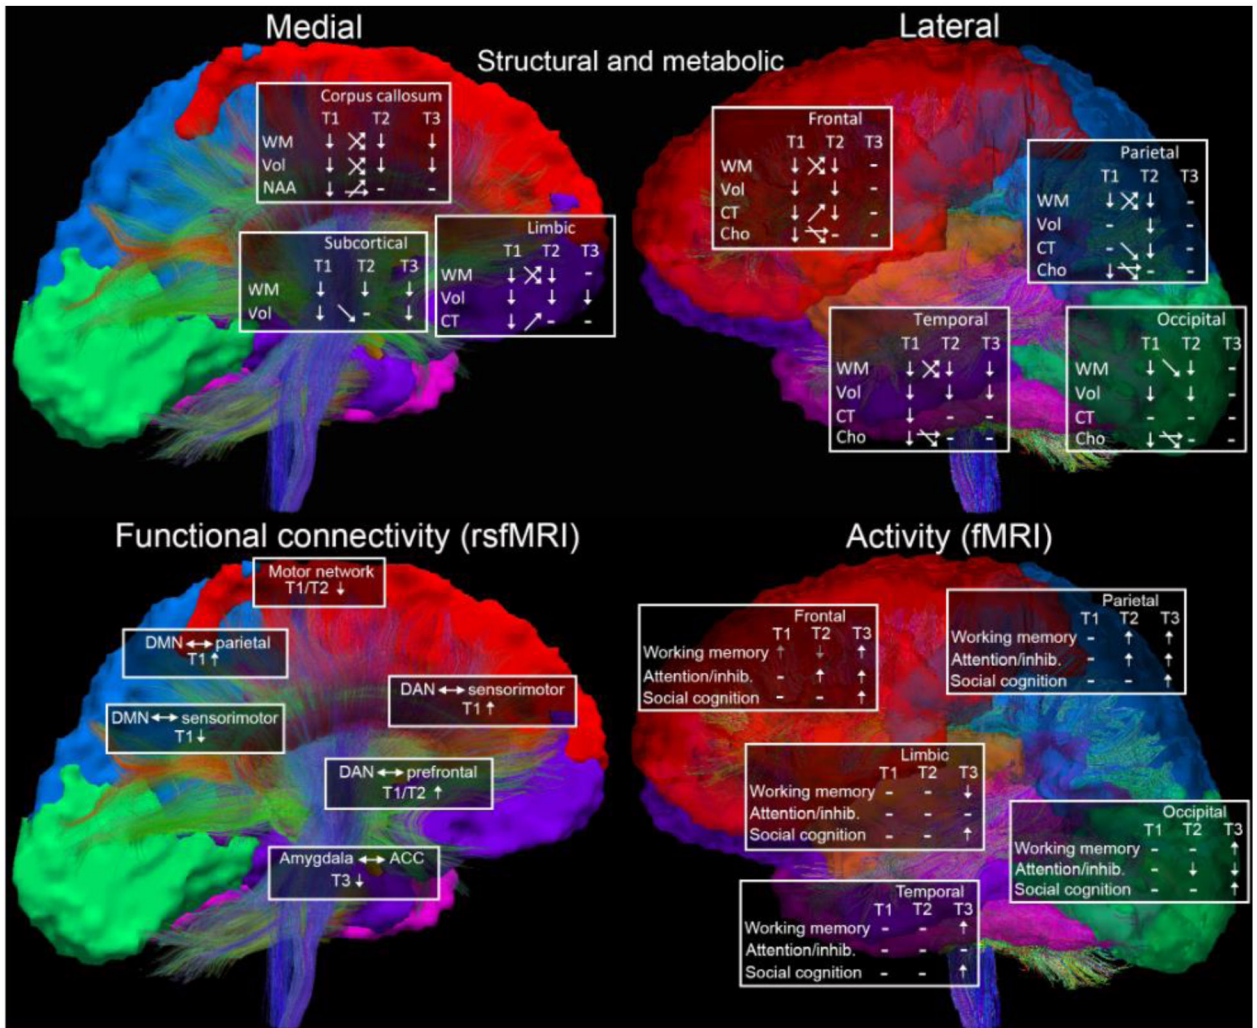 Medial
Lateral
Structural and metabolic
Corpus callosum
T1 T2 T3
WM ↓ ↓ ↓
Vol ↓ ↓ ↓
NAA ↓ - -
Subcortical
T1 T2 T3
WM ↓ ↓ ↓
Vol ↓ ↘ - ↓
Limbic
T1 T2 T3
WM ↓ ↓ -
Vol ↓ ↓ ↓
CT ↓ ↗ - -
Frontal
T1 T2 T3
WM ↓ ↓ -
Vol ↓ ↓ -
CT ↓ ↗ ↓ -
Cho ↓ - -
Parietal
T1 T2 T3
WM ↓ ↓ -
Vol - ↓ -
CT - ↘ ↓ -
Cho ↓ - -
Temporal
T1 T2 T3
WM ↓ ↓ ↓
Vol ↓ ↓ ↓
CT ↓ - -
Cho ↓ - -
Occipital
T1 T2 T3
WM ↓ ↘ ↓ -
Vol ↓ ↓ -
CT - - -
Cho ↓ - -
Functional connectivity (rsfMRI)
Motor network
T1/T2 ↓
DMN ↔ parietal
T1 ↑
DMN ↔ sensorimotor
T1 ↓
DAN ↔ sensorimotor
T1 ↑
DAN ↔ prefrontal
T1/T2 ↑
Amygdala ↔ ACC
T3 ↓
Activity (fMRI)
Frontal
T1 T2 T3
Working memory ↑ ↓ ↑
Attention/inhib. - ↑ ↑
Social cognition - - ↑
Parietal
T1 T2 T3
Working memory - ↑ ↑
Attention/inhib. - ↑ ↑
Social cognition - - ↑
Limbic
T1 T2 T3
Working memory - - ↓
Attention/inhib. - - -
Social cognition - - ↑
Occipital
T1 T2 T3
Working memory - - ↑
Attention/inhib. - ↓ ↓
Social cognition - - ↑
Temporal
T1 T2 T3
Working memory - - ↑
Attention/inhib. - - -
Social cognition - - ↑